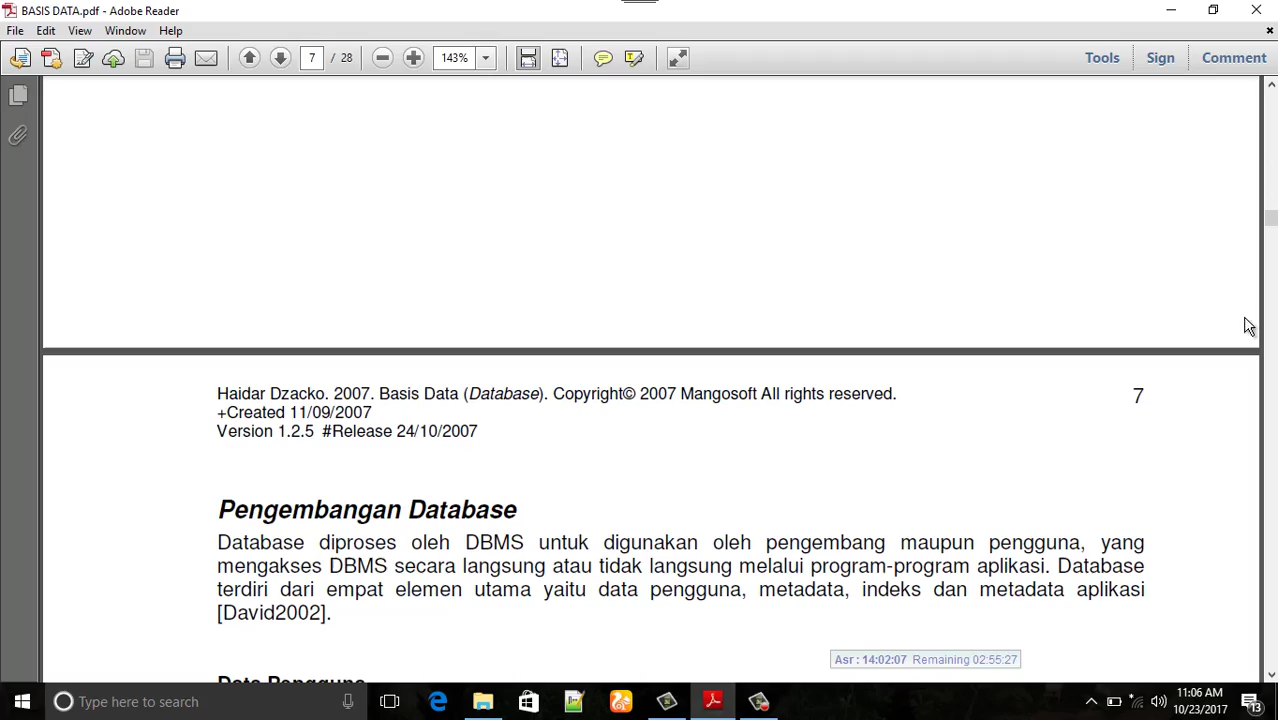 BASIS DATA.pdf - Adobe Reader
File Edit View Window Help
7 / 28 143% Tools Sign Comment
Haidar Dzacko. 2007. Basis Data (Database). Copyright© 2007 Mangosoft All rights reserved. 7
+Created 11/09/2007
Version 1.2.5 #Release 24/10/2007
Pengembangan Database
Database diproses oleh DBMS untuk digunakan oleh pengembang maupun pengguna, yang
mengakses DBMS secara langsung atau tidak langsung melalui program-program aplikasi. Database
terdiri dari empat elemen utama yaitu data pengguna, metadata, indeks dan metadata aplikasi
[David2002].
Asr : 14:02:07 Remaining 02:55:27
Data Pengguna
Type here to search
11:06 AM
10/23/2017
13